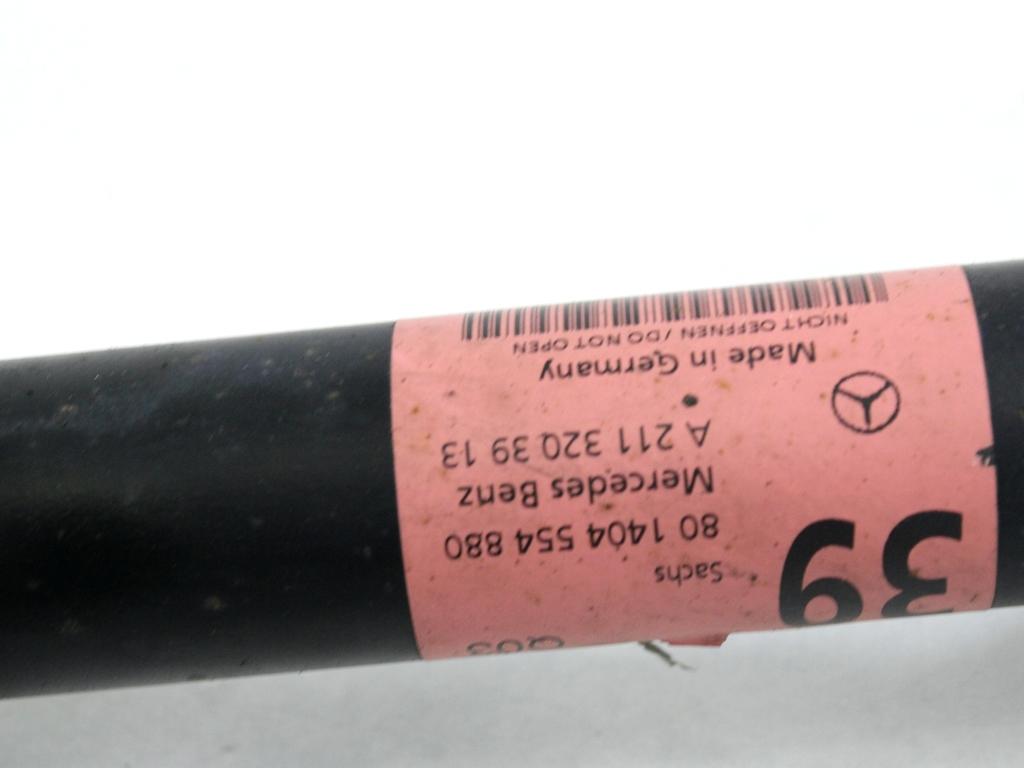 39
Q03
Sachs
80 1404 554 880
Mercedes Benz
A 211 320 39 13
Made in Germany
NICHT OEFFNEN / DO NOT OPEN